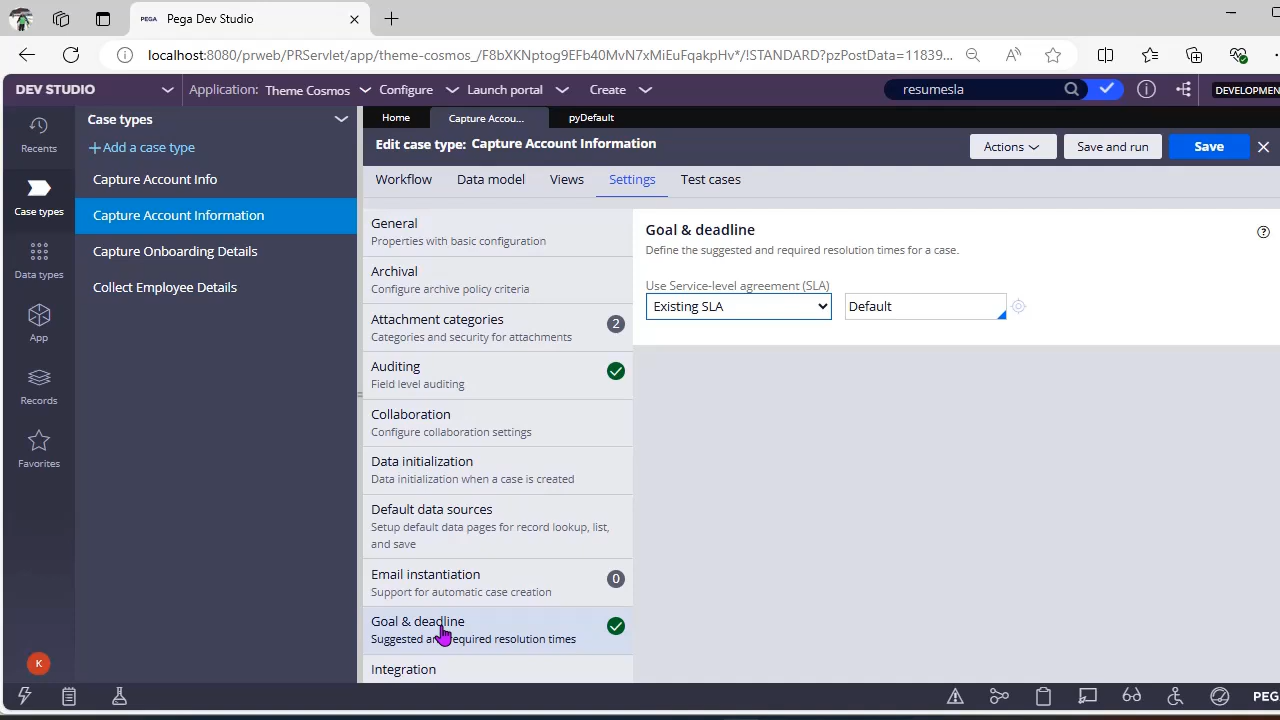 PEGA Pega Dev Studio
localhost:8080/prweb/PRServlet/app/theme-cosmos_/F8bXKNptog9EFb40MvN7xMiEuFqakpHv*/!STANDARD?pzPostData=11839...
DEV STUDIO Application: Theme Cosmos Configure Launch portal Create resumesla DEVELOPMEN
Recents
Case types
Data types
App
Records
Favorites
K
Case types
+Add a case type
Capture Account Info
Capture Account Information
Capture Onboarding Details
Collect Employee Details
Home Capture Accou... pyDefault
Edit case type: Capture Account Information Actions Save and run Save
Workflow Data model Views Settings Test cases
General
Properties with basic configuration
Archival
Configure archive policy criteria
Attachment categories 2
Categories and security for attachments
Auditing
Field level auditing
Collaboration
Configure collaboration settings
Data initialization
Data initialization when a case is created
Default data sources
Setup default data pages for record lookup, list,
and save
Email instantiation 0
Support for automatic case creation
Goal & deadline
Suggested and required resolution times
Integration
Goal & deadline
Define the suggested and required resolution times for a case.
Use Service-level agreement (SLA)
Existing SLA Default
PEG